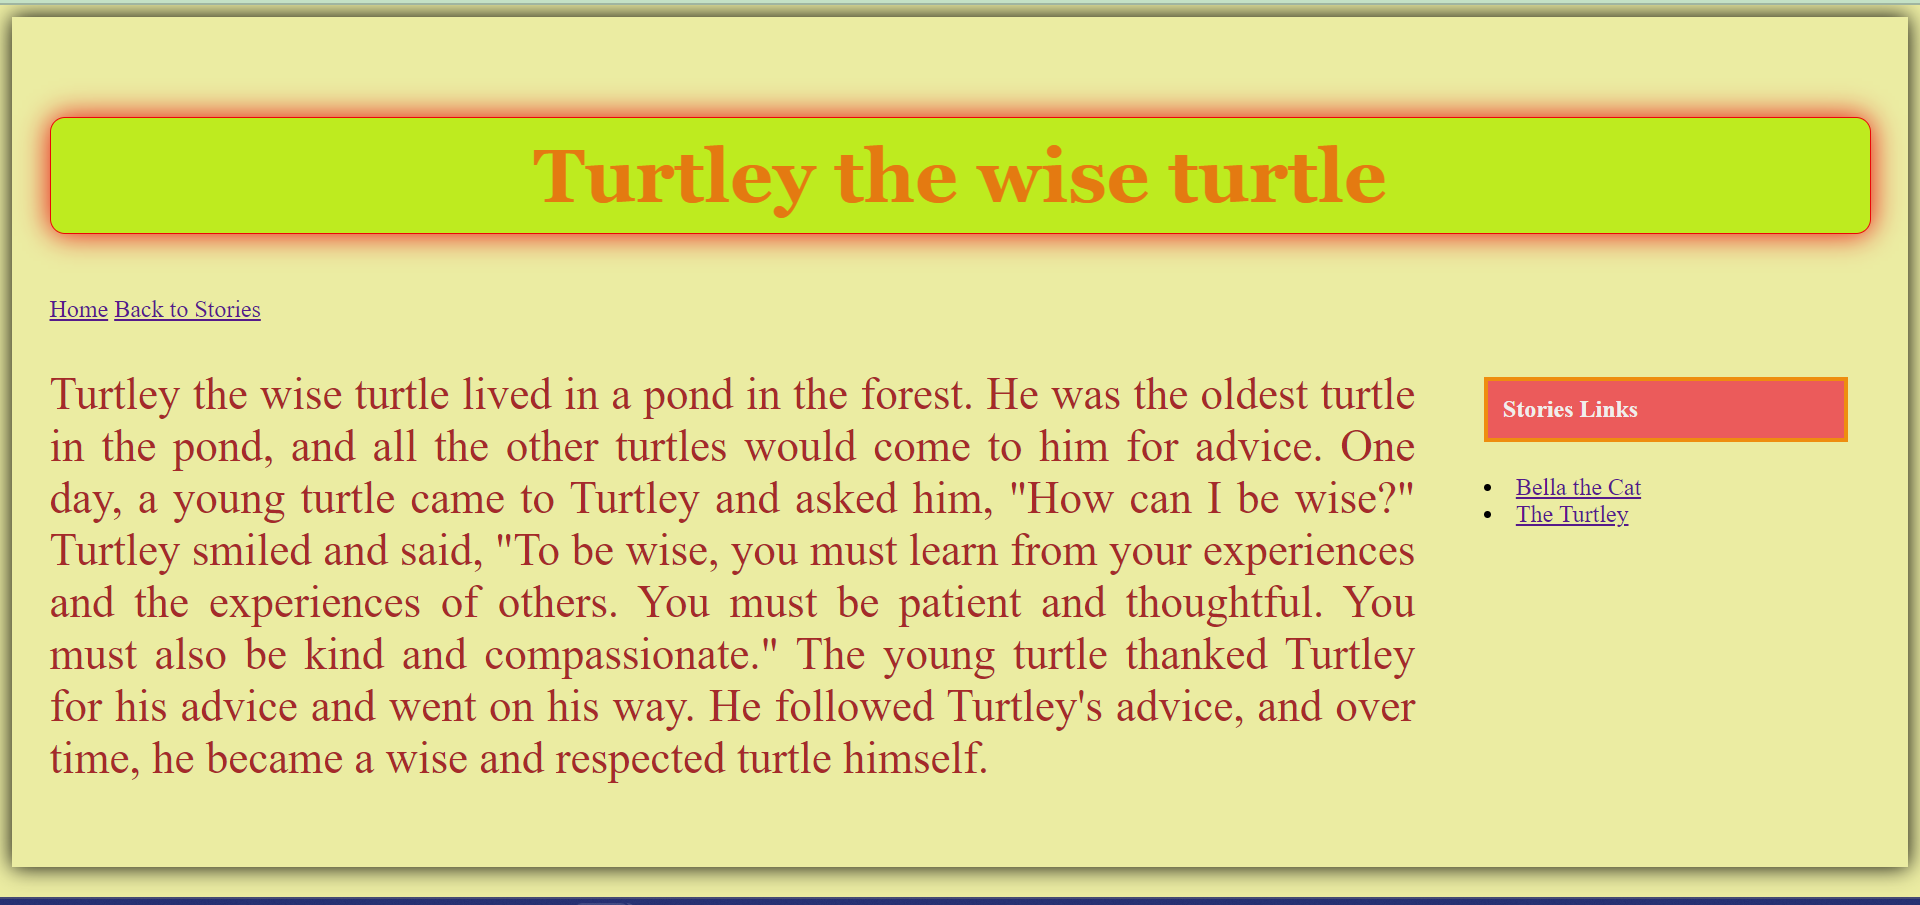 Turtley the wise turtle
Home Back to Stories
Turtley the wise turtle lived in a pond in the forest. He was the oldest turtle
in the pond, and all the other turtles would come to him for advice. One
day, a young turtle came to Turtley and asked him, "How can I be wise?"
Turtley smiled and said, "To be wise, you must learn from your experiences
and the experiences of others. You must be patient and thoughtful. You
must also be kind and compassionate." The young turtle thanked Turtley
for his advice and went on his way. He followed Turtley's advice, and over
time, he became a wise and respected turtle himself.
Stories Links
Bella the Cat
The Turtley